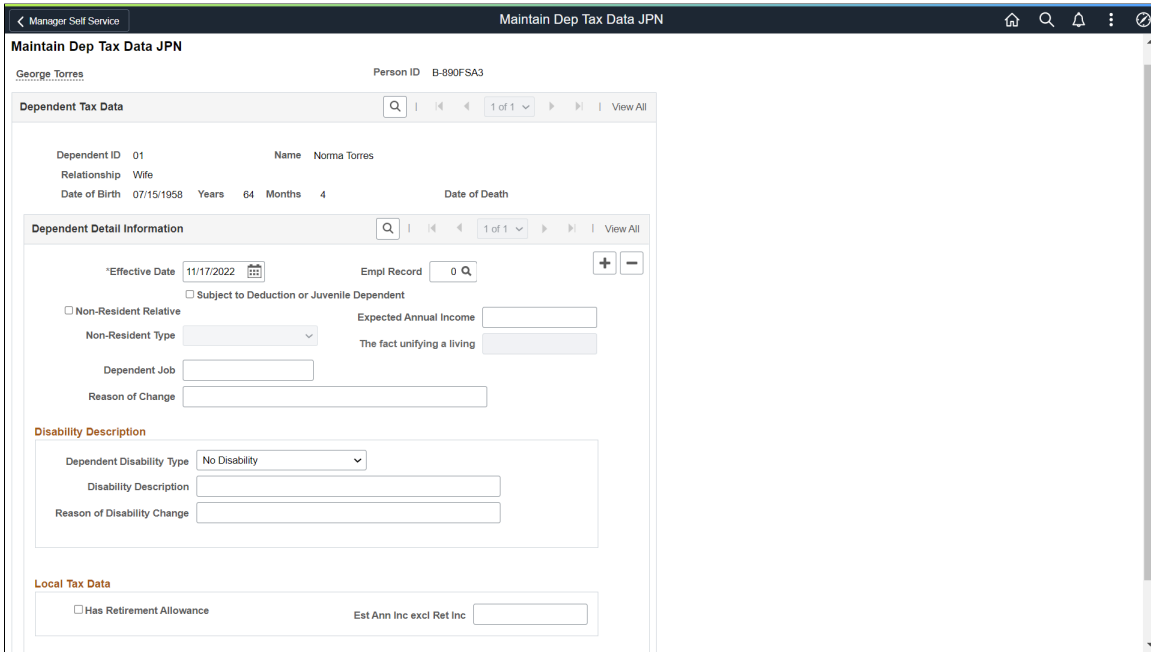 Manager Self Service
Maintain Dep Tax Data JPN
Maintain Dep Tax Data JPN
George Torres Person ID B-890FSA3
Dependent Tax Data 1 of 1 View All
Dependent ID 01 Name Norma Torres
Relationship Wife
Date of Birth 07/15/1958 Years 64 Months 4 Date of Death
Dependent Detail Information 1 of 1 View All
*Effective Date 11/17/2022 Empl Record 0
Subject to Deduction or Juvenile Dependent
Non-Resident Relative Expected Annual Income
Non-Resident Type The fact unifying a living
Dependent Job
Reason of Change
Disability Description
Dependent Disability Type No Disability
Disability Description
Reason of Disability Change
Local Tax Data
Has Retirement Allowance Est Ann Inc excl Ret Inc